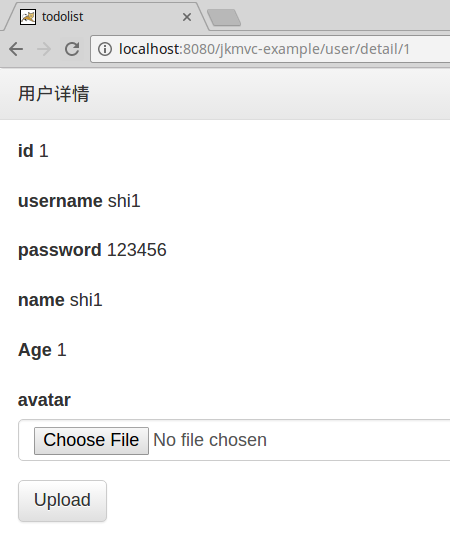 todolist
localhost:8080/jkmvc-example/user/detail/1
用户详情
id 1
username shi1
password 123456
name shi1
Age 1
avatar
Choose File No file chosen
Upload